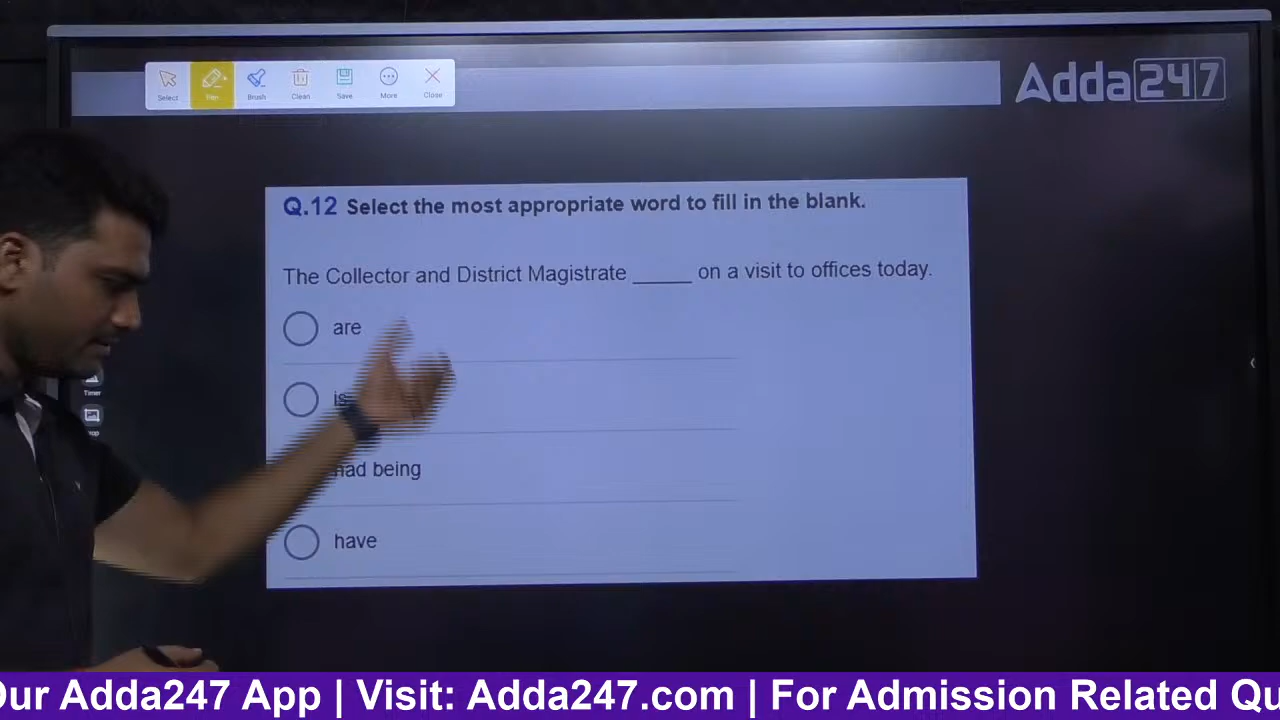 Select
Pen
Brush
Clean
Save
More
Close
Adda247
Q.12 Select the most appropriate word to fill in the blank.
The Collector and District Magistrate _____ on a visit to offices today.
are
is
Timer
had being
have
Our Adda247 App | Visit: Adda247.com | For Admission Related Qu